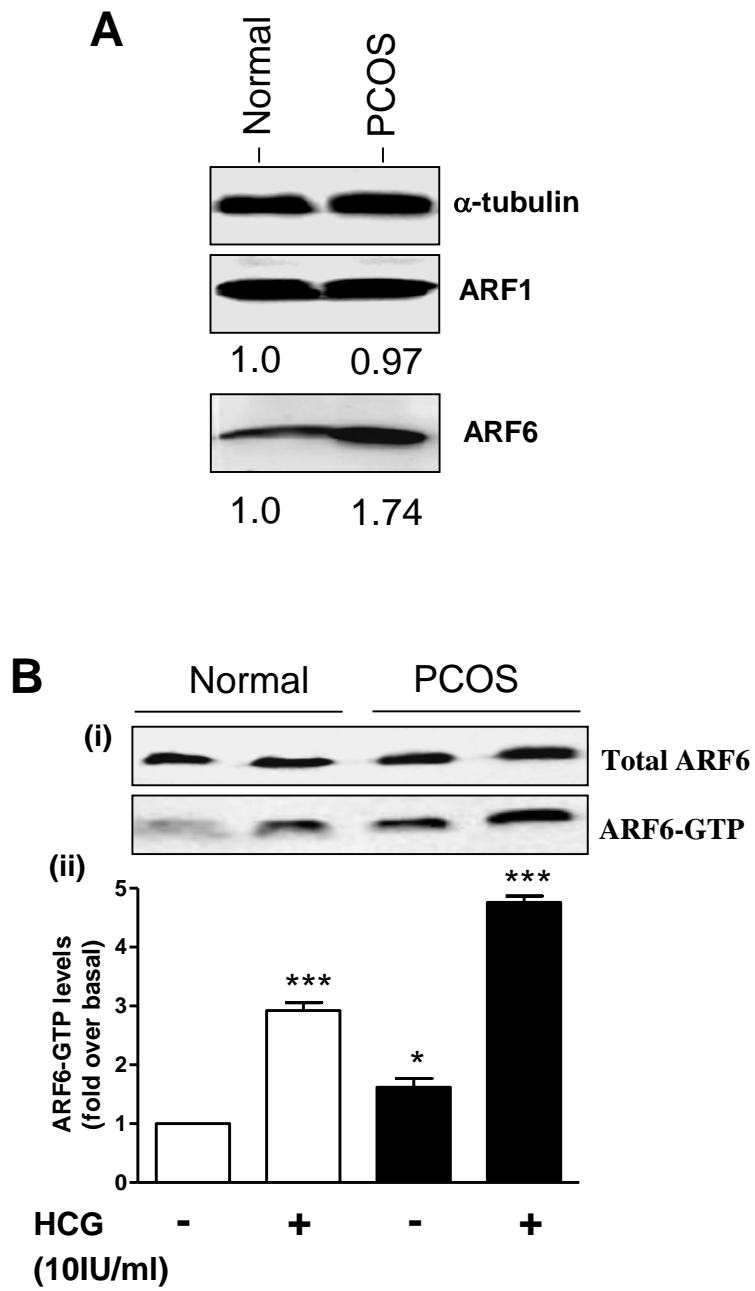 A
Normal
PCOS
α-tubulin
ARF1
1.0 0.97
ARF6
1.0 1.74
B
Normal PCOS
(i)
Total ARF6
ARF6-GTP
(ii)
ARF6-GTP levels
(fold over basal)
5
4
3
2
1
0
***
*
***
HCG - + - +
(10IU/ml)